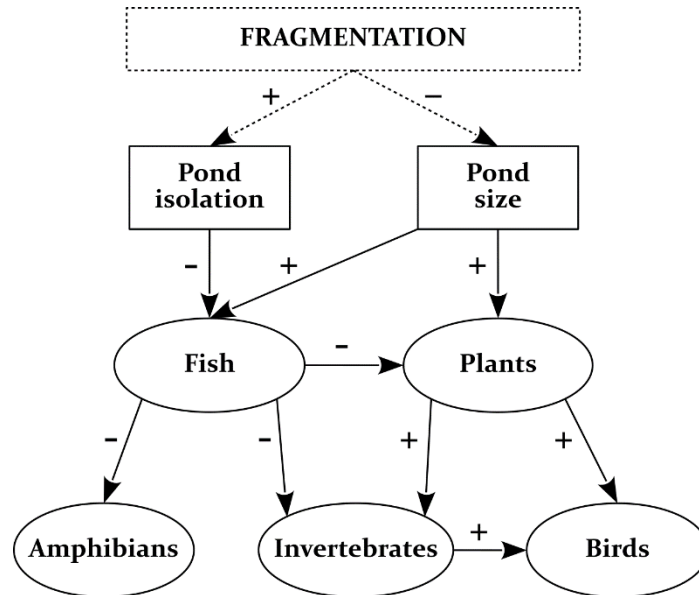 FRAGMENTATION
+
−
Pond
isolation
Pond
size
-
+
+
Fish
-
Plants
-
-
+
+
Amphibians
Invertebrates
+
Birds